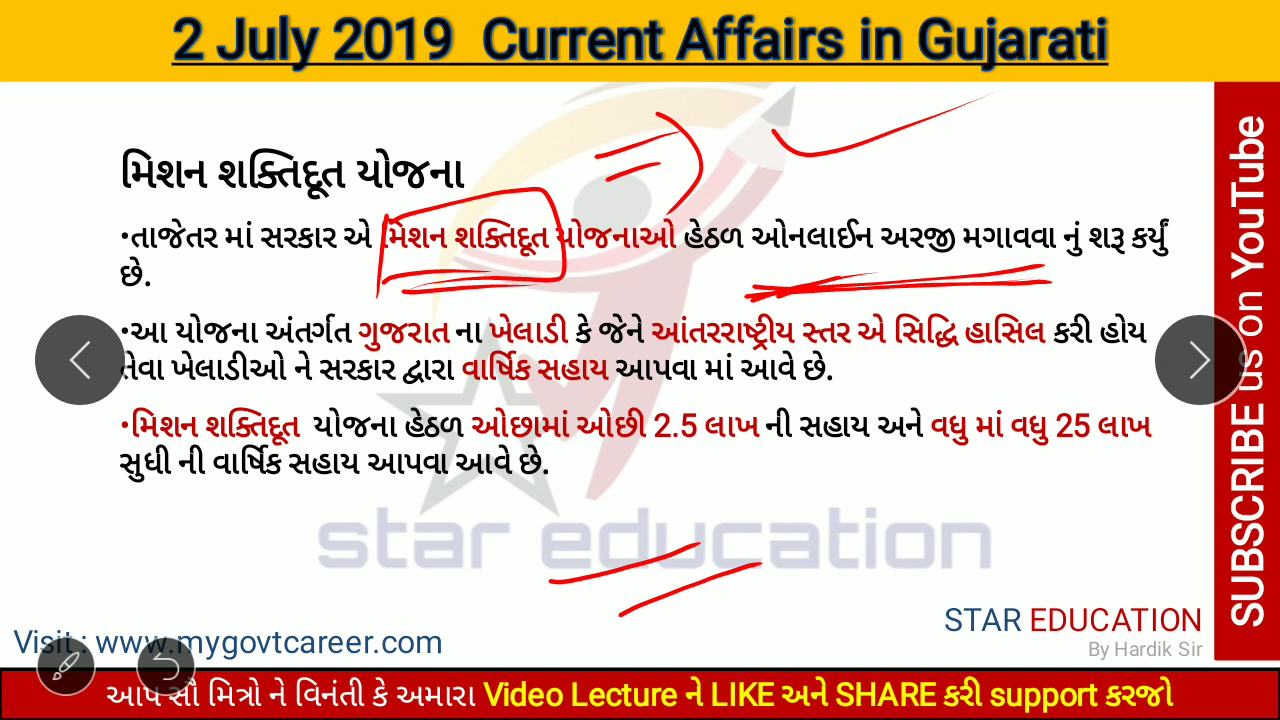 2 July 2019 Current Affairs in Gujarati
મિશન શક્તિદૂત યોજના
•તાજેતર માં સરકાર એ મિશન શક્તિદૂત યોજનાઓ હેઠળ ઓનલાઈન અરજી મગાવવા નું શરૂ કર્યું
છે.
•આ યોજના અંતર્ગત ગુજરાત ના ખેલાડી કે જેને આંતરરાષ્ટ્રીય સ્તર એ સિદ્ધિ હાસિલ કરી હોય
તેવા ખેલાડીઓ ને સરકાર દ્વારા વાર્ષિક સહાય આપવા માં આવે છે.
•મિશન શક્તિદૂત યોજના હેઠળ ઓછામાં ઓછી 2.5 લાખ ની સહાય અને વધુ માં વધુ 25 લાખ
સુધી ની વાર્ષિક સહાય આપવા આવે છે.
star education
STAR EDUCATION
By Hardik Sir
Visit : www.mygovtcareer.com
આપ સૌ મિત્રો ને વિનંતી કે અમારા Video Lecture ને LIKE અને SHARE કરી support કરજો
SUBSCRIBE us on YouTube